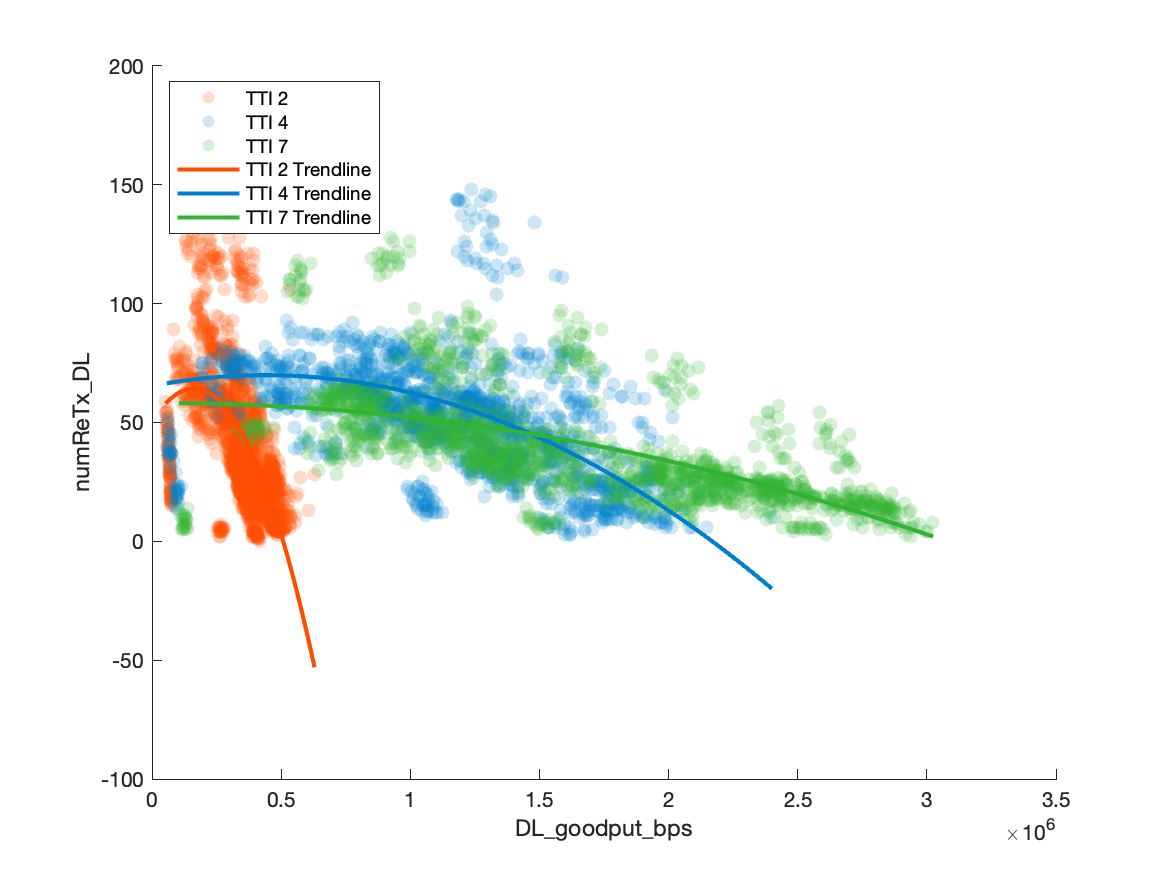 200
150
100
50
0
-50
-100
numReTx_DL
TTI 2
TTI 4
TTI 7
TTI 2 Trendline
TTI 4 Trendline
TTI 7 Trendline
0 0.5 1 1.5 2 2.5 3 3.5
DL_goodput_bps
×10^6